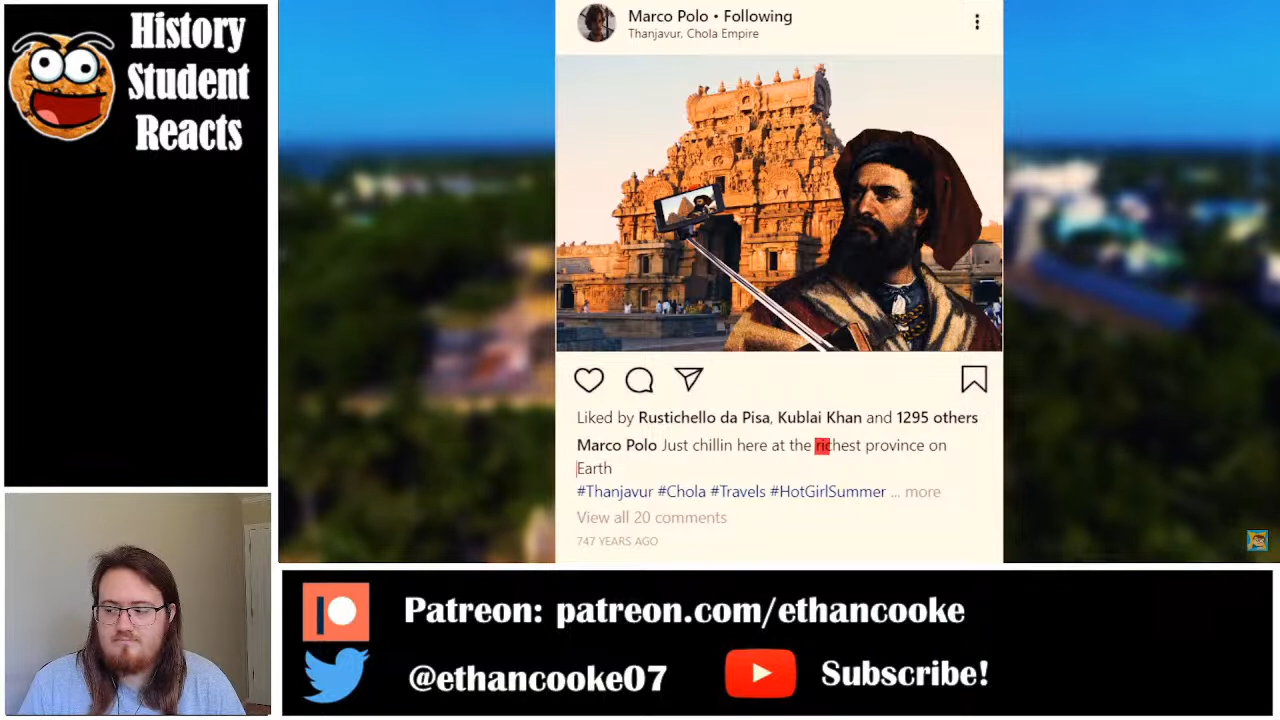 History
Student
Reacts
Marco Polo • Following
Thanjavur, Chola Empire
Liked by Rustichello da Pisa, Kublai Khan and 1295 others
Marco Polo Just chillin here at the richest province on
Earth
#Thanjavur #Chola #Travels #HotGirlSummer ... more
View all 20 comments
747 YEARS AGO
Patreon: patreon.com/ethancooke
@ethancooke07
Subscribe!